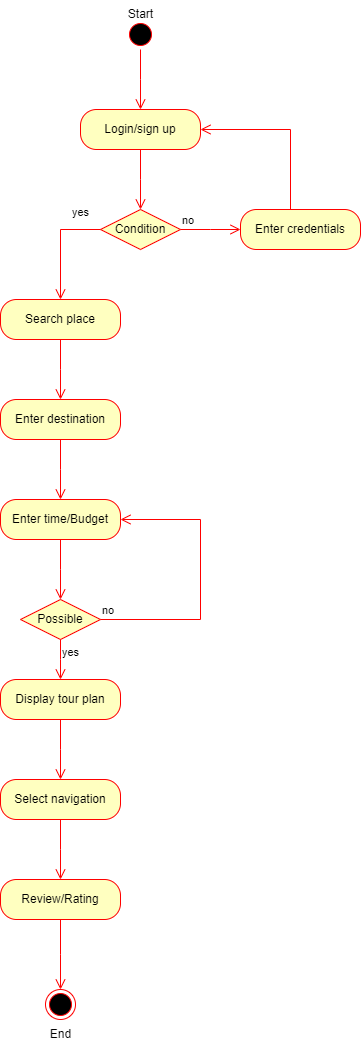 Start
Login/sign up
yes
Condition
no
Enter credentials
Search place
Enter destination
Enter time/Budget
Possible
no
yes
Display tour plan
Select navigation
Review/Rating
End